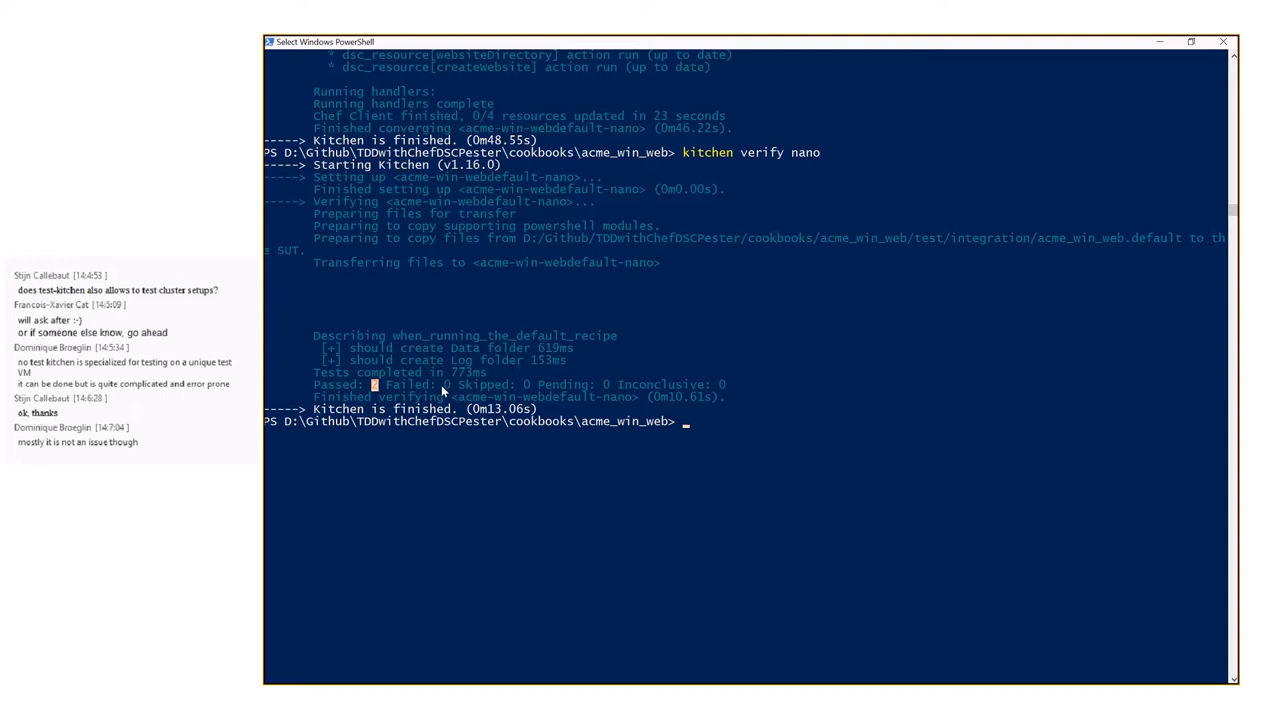 Select Windows PowerShell
* dsc_resource[websiteDirectory] action run (up to date)
* dsc_resource[createWebsite] action run (up to date)
Running handlers:
Running handlers complete
Chef Client finished, 0/4 resources updated in 23 seconds
Finished converging <acme-win-webdefault-nano> (0m46.22s).
-----> Kitchen is finished. (0m48.55s)
PS D:\Github\TDDwithChefDSCPester\cookbooks\acme_win_web> kitchen verify nano
-----> Starting Kitchen (v1.16.0)
-----> Setting up <acme-win-webdefault-nano>...
Finished setting up <acme-win-webdefault-nano> (0m0.00s).
-----> Verifying <acme-win-webdefault-nano>...
Preparing files for transfer
Preparing to copy supporting powershell modules.
Preparing to copy files from D:/Github/TDDwithChefDSCPester/cookbooks/acme_win_web/test/integration/acme_win_web.default to th
e SUT.
Transferring files to <acme-win-webdefault-nano>
Describing when_running_the_default_recipe
[+] should create Data folder 619ms
[+] should create Log folder 153ms
Tests completed in 773ms
Passed: 2 Failed: 0 Skipped: 0 Pending: 0 Inconclusive: 0
Finished verifying <acme-win-webdefault-nano> (0m10.61s).
-----> Kitchen is finished. (0m13.06s)
PS D:\Github\TDDwithChefDSCPester\cookbooks\acme_win_web> _
Stijn Callebaut [14:4:53 ]
does test-kitchen also allows to test cluster setups?
Francois-Xavier Cat [14:5:09 ]
will ask after :-)
or if someone else know, go ahead
Dominique Broeglin [14:5:34 ]
no test kitchen is specialized for testing on a unique test
VM
it can be done but is quite complicated and error prone
Stijn Callebaut [14:6:28 ]
ok, thanks
Dominique Broeglin [14:7:04 ]
mostly it is not an issue though